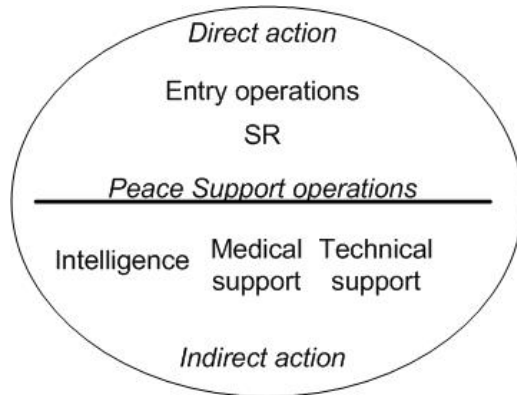 Direct action
Entry operations
SR
Peace Support operations
Intelligence
Medical
support
Technical
support
Indirect action